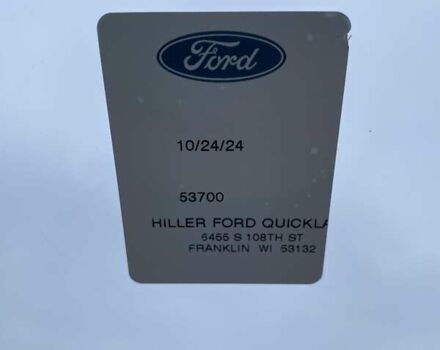 Ford
10/24/24
53700
HILLER FORD QUICKLA
6455 S 108TH ST
FRANKLIN WI 53132